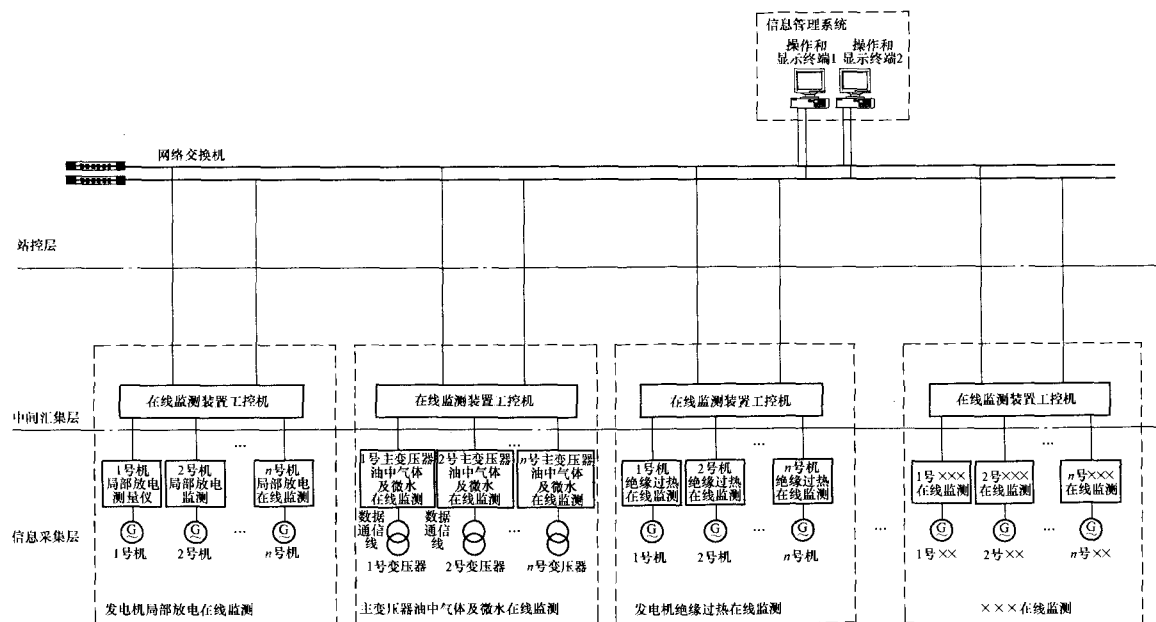 信息管理系统
操作和 操作和
显示终端1 显示终端2
网络交换机
站控层
在线监测装置工控机 在线监测装置工控机 在线监测装置工控机 在线监测装置工控机
中间汇集层
... ... ... ...
1号机 2号机 n号机
局部放电 局部放电 局部放电
测量仪 监测 在线监测
1号主变压器 2号主变压器 n号主变压器
油中气体 油中气体 油中气体
及微水 及微水 及微水
在线监测 在线监测 在线监测
1号机 2号机 n号机
绝缘过热 绝缘过热 绝缘过热
在线监测 在线监测 在线监测
1号××× 2号××× n号×××
在线监测 在线监测 在线监测
信息采集层
G G ... G
1号机 2号机 n号机
数据 数据
通信 通信
线 线
...
1号变压器 2号变压器 n号变压器
G G ... G
1号机 2号机 n号机
...
G G ... G
1号×× 2号×× n号××
发电机局部放电在线监测 主变压器油中气体及微水在线监测 发电机绝缘过热在线监测 ×××在线监测